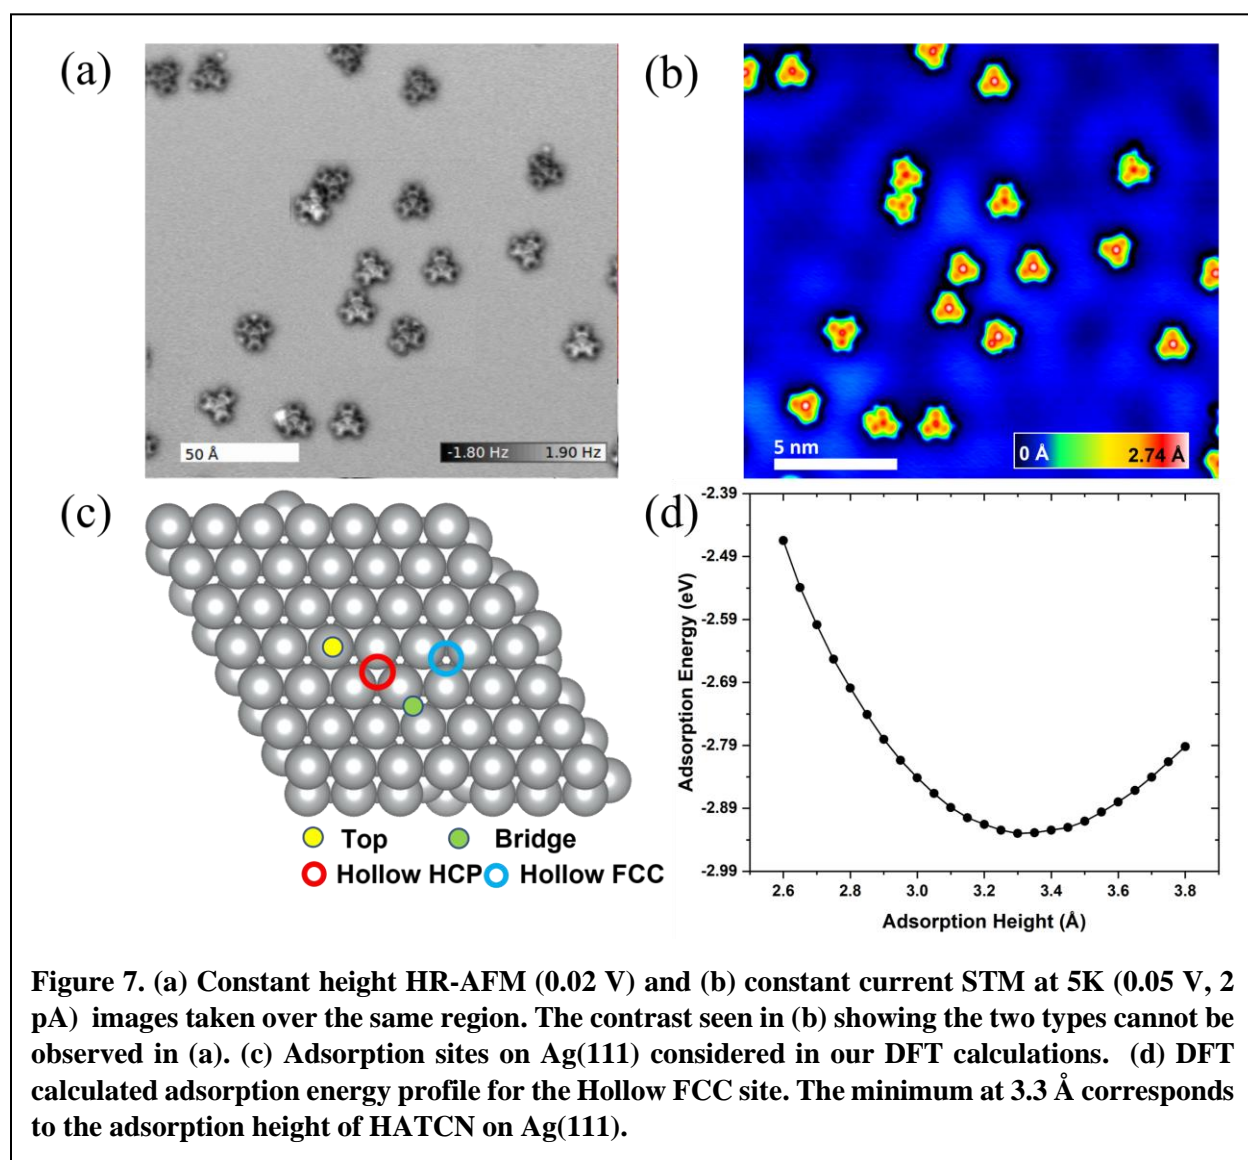 (a)
(b)
50 Å
-1.80 Hz 1.90 Hz
5 nm
0 Å 2.74 Å
(c)
(d)
Top
Bridge
Hollow HCP
Hollow FCC
-2.39
-2.49
-2.59
-2.69
-2.79
-2.89
-2.99
Adsorption Energy (eV)
2.6 2.8 3.0 3.2 3.4 3.6 3.8
Adsorption Height (Å)
Figure 7. (a) Constant height HR-AFM (0.02 V) and (b) constant current STM at 5K (0.05 V, 2
pA) images taken over the same region. The contrast seen in (b) showing the two types cannot be
observed in (a). (c) Adsorption sites on Ag(111) considered in our DFT calculations. (d) DFT
calculated adsorption energy profile for the Hollow FCC site. The minimum at 3.3 Å corresponds
to the adsorption height of HATCN on Ag(111).